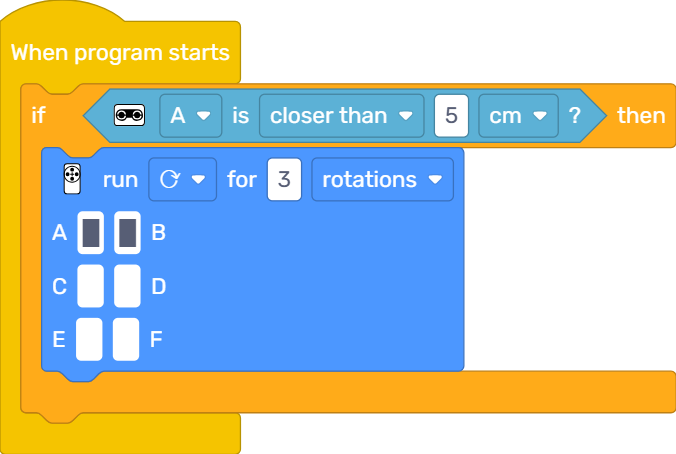 When program starts
if A is closer than 5 cm ? then
run for 3 rotations
A B
C D
E F